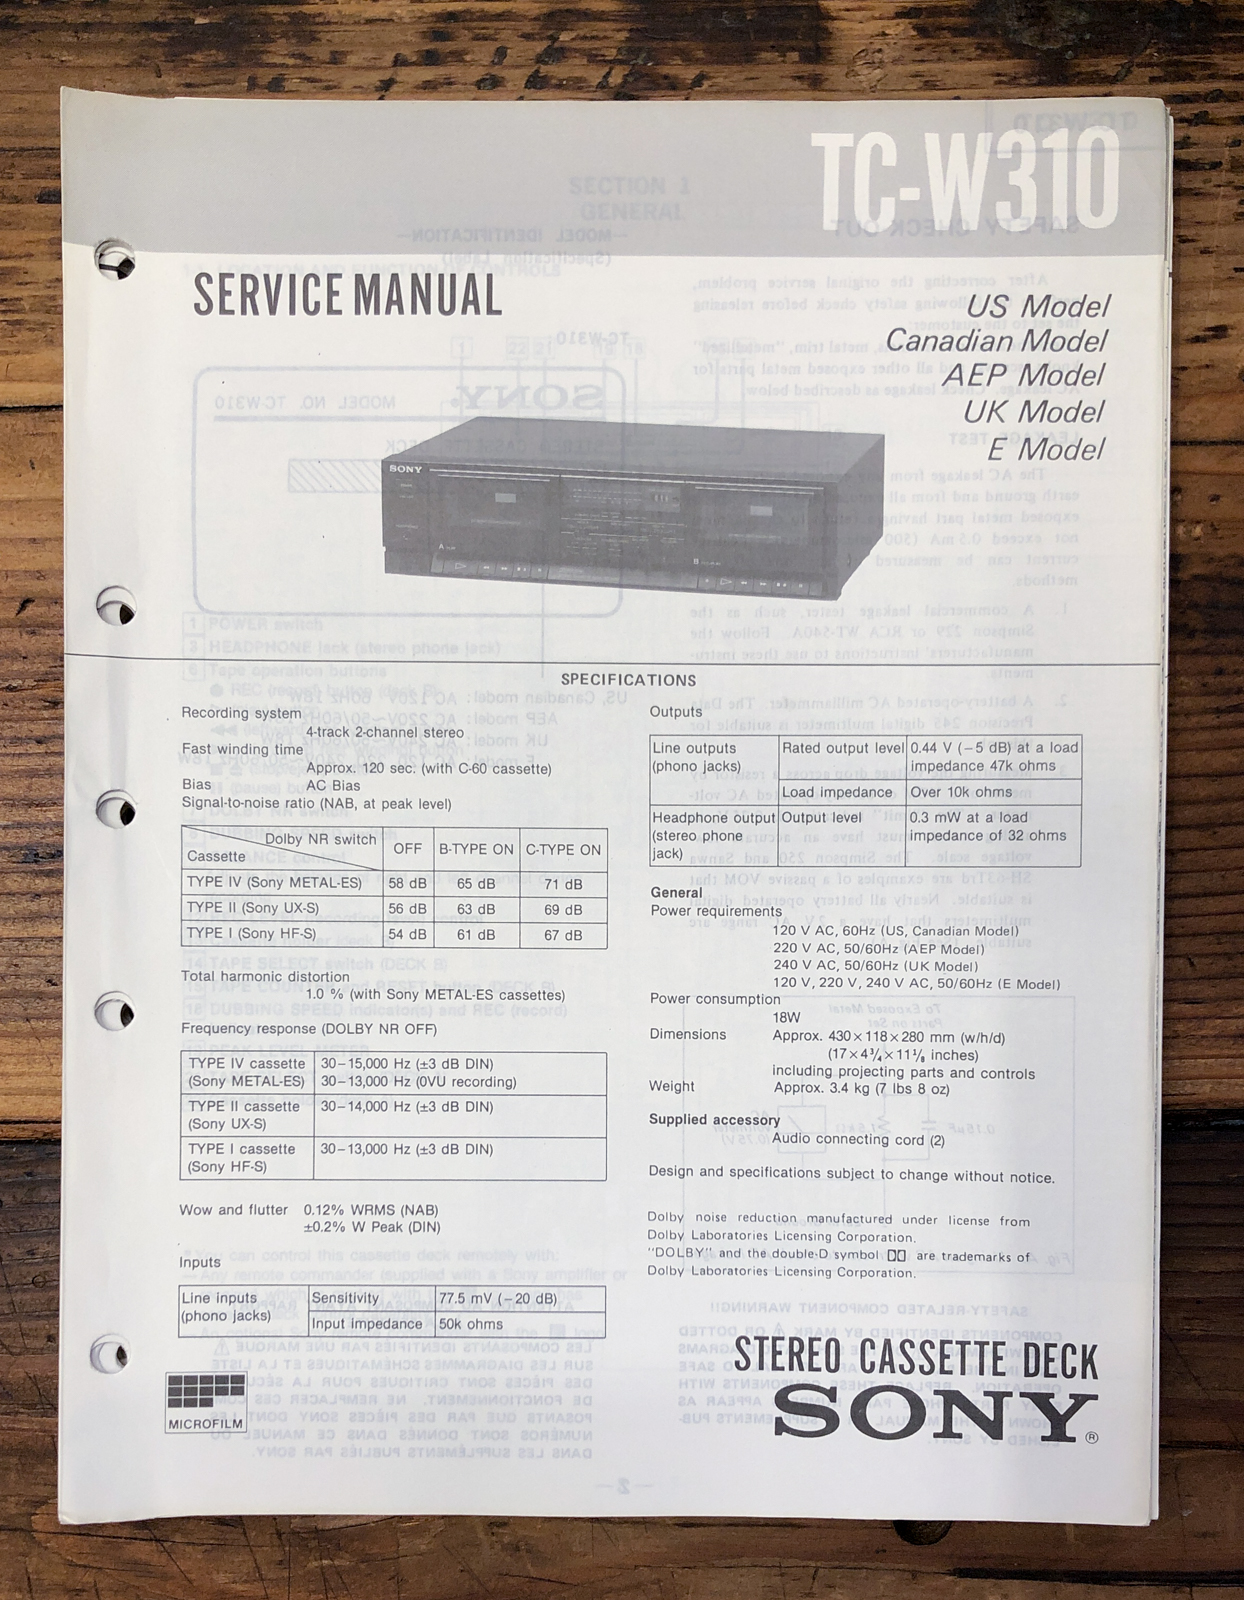 TC-W310
SERVICE MANUAL
US Model
Canadian Model
AEP Model
UK Model
E Model
SONY
SPECIFICATIONS
Recording system
4-track 2-channel stereo
Fast winding time
Approx. 120 sec. (with C-60 cassette)
Bias AC Bias
Signal-to-noise ratio (NAB, at peak level)
Dolby NR switch
Cassette OFF B-TYPE ON C-TYPE ON
TYPE IV (Sony METAL-ES) 58 dB 65 dB 71 dB
TYPE II (Sony UX-S) 56 dB 63 dB 69 dB
TYPE I (Sony HF-S) 54 dB 61 dB 67 dB
Total harmonic distortion
1.0 % (with Sony METAL-ES cassettes)
Frequency response (DOLBY NR OFF)
TYPE IV cassette 30–15,000 Hz (±3 dB DIN)
(Sony METAL-ES) 30–13,000 Hz (0VU recording)
TYPE II cassette 30–14,000 Hz (±3 dB DIN)
(Sony UX-S)
TYPE I cassette 30–13,000 Hz (±3 dB DIN)
(Sony HF-S)
Wow and flutter 0.12% WRMS (NAB)
±0.2% W Peak (DIN)
Inputs
Line inputs Sensitivity 77.5 mV (−20 dB)
(phono jacks) Input impedance 50k ohms
MICROFILM
Outputs
Line outputs Rated output level 0.44 V (−5 dB) at a load
(phono jacks) impedance 47k ohms
Load impedance Over 10k ohms
Headphone output Output level 0.3 mW at a load
(stereo phone impedance of 32 ohms
jack)
General
Power requirements
120 V AC, 60Hz (US, Canadian Model)
220 V AC, 50/60Hz (AEP Model)
240 V AC, 50/60Hz (UK Model)
120 V, 220 V, 240 V AC, 50/60Hz (E Model)
Power consumption
18W
Dimensions Approx. 430×118×280 mm (w/h/d)
(17×4¾×11⅛ inches)
including projecting parts and controls
Weight Approx. 3.4 kg (7 lbs 8 oz)
Supplied accessory
Audio connecting cord (2)
Design and specifications subject to change without notice.
Dolby noise reduction manufactured under license from
Dolby Laboratories Licensing Corporation.
"DOLBY" and the double-D symbol are trademarks of
Dolby Laboratories Licensing Corporation.
STEREO CASSETTE DECK
SONY®